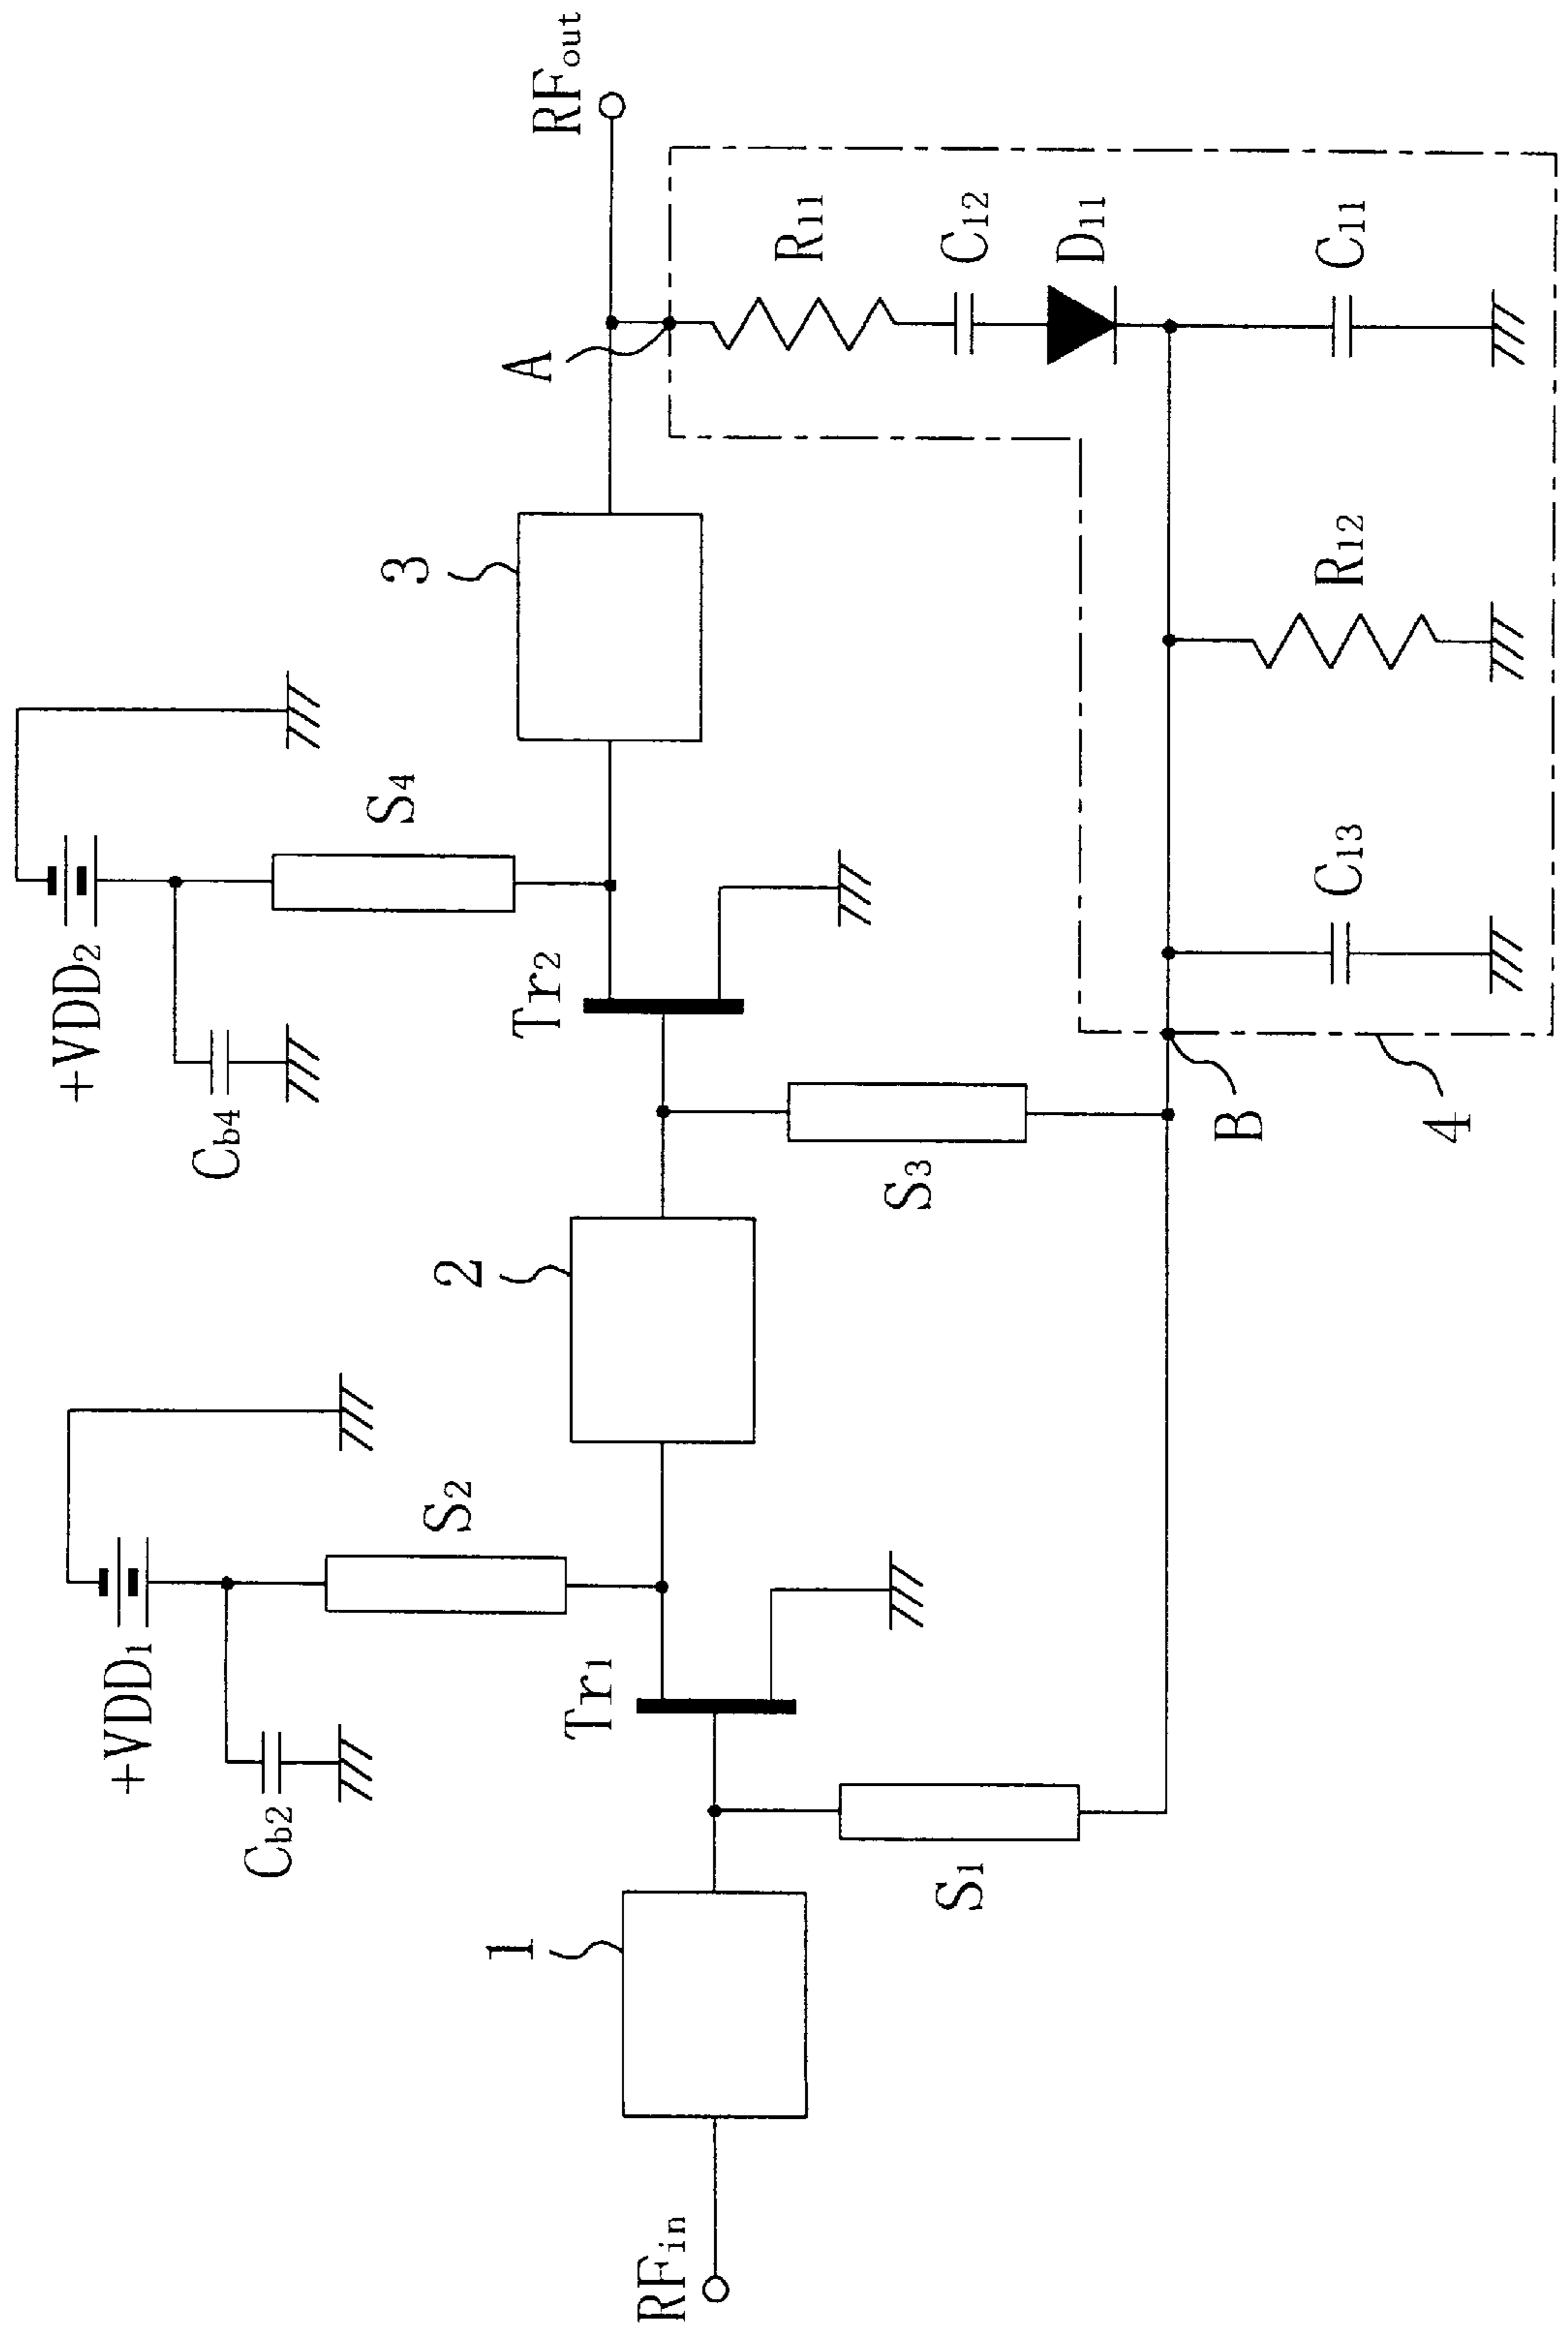 +VDD₂
Cb4
S₄
3
RFout
A
Tr₂
R₁₁
C₁₂
D₁₁
C₁₁
R₁₂
C₁₃
B
4
+VDD₁
Cb2
S₂
2
S₃
Tr₁
1
S₁
RFin